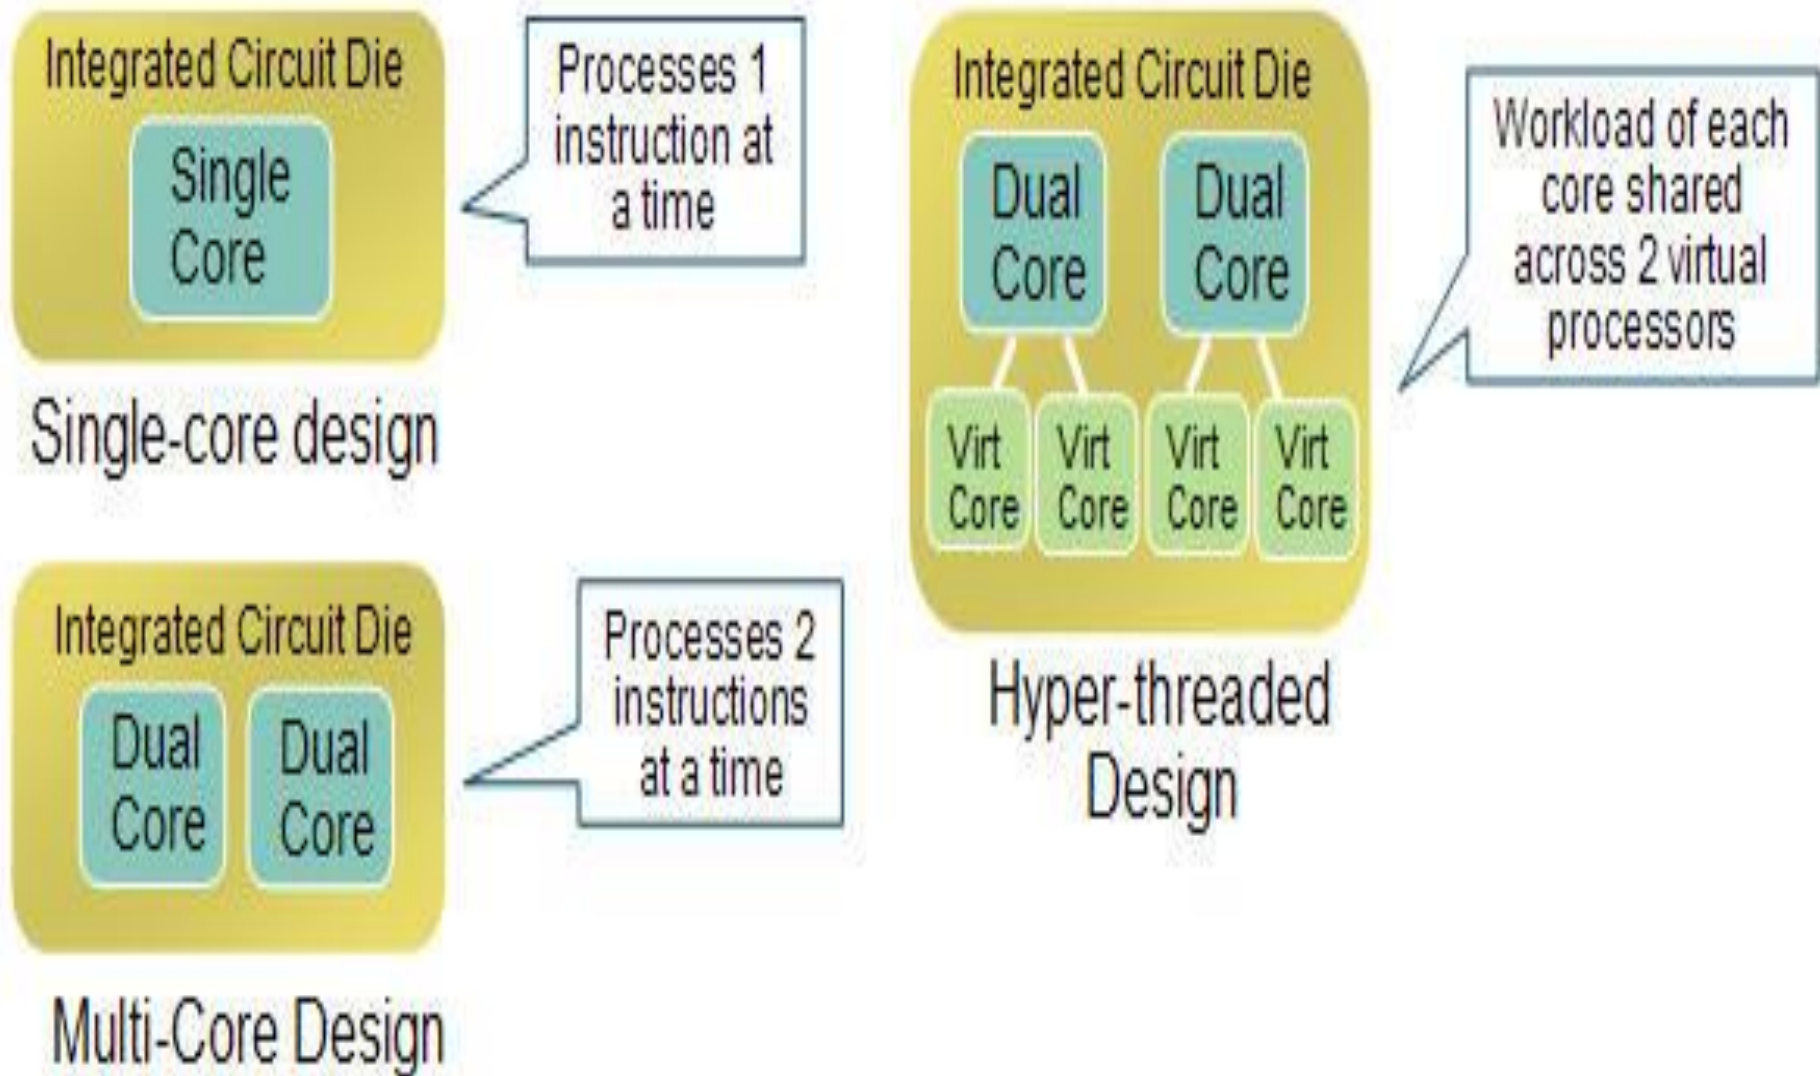 Integrated Circuit Die
Single
Core
Single-core design
Processes 1
instruction at
a time
Integrated Circuit Die
Dual
Core
Dual
Core
Multi-Core Design
Processes 2
instructions
at a time
Integrated Circuit Die
Dual
Core
Dual
Core
Virt
Core
Virt
Core
Virt
Core
Virt
Core
Hyper-threaded
Design
Workload of each
core shared
across 2 virtual
processors